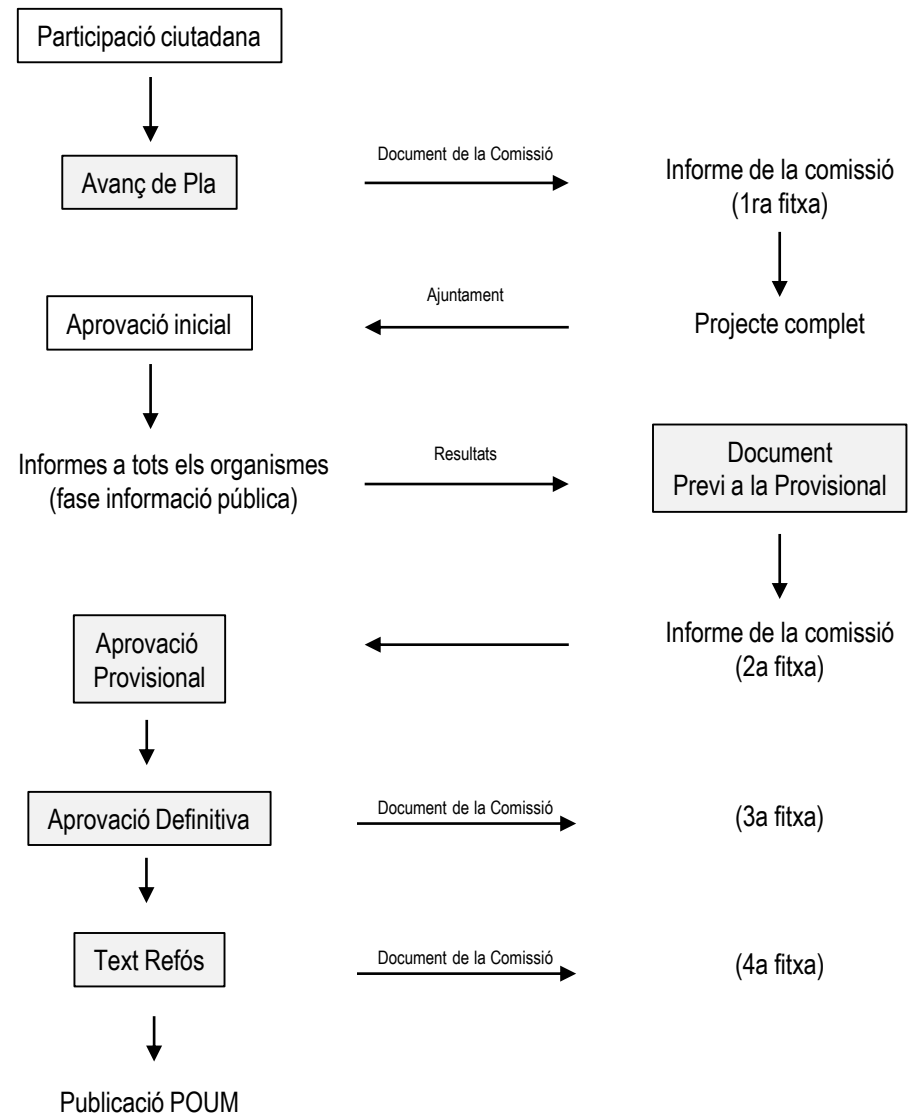 Participació ciutadana
Avanç de Pla
Document de la Comissió
Informe de la comissió
(1ra fitxa)
Aprovació inicial
Ajuntament
Projecte complet
Informes a tots els organismes
(fase informació pública)
Resultats
Document
Previ a la Provisional
Aprovació
Provisional
Informe de la comissió
(2a fitxa)
Aprovació Definitiva
Document de la Comissió
(3a fitxa)
Text Refós
Document de la Comissió
(4a fitxa)
Publicació POUM